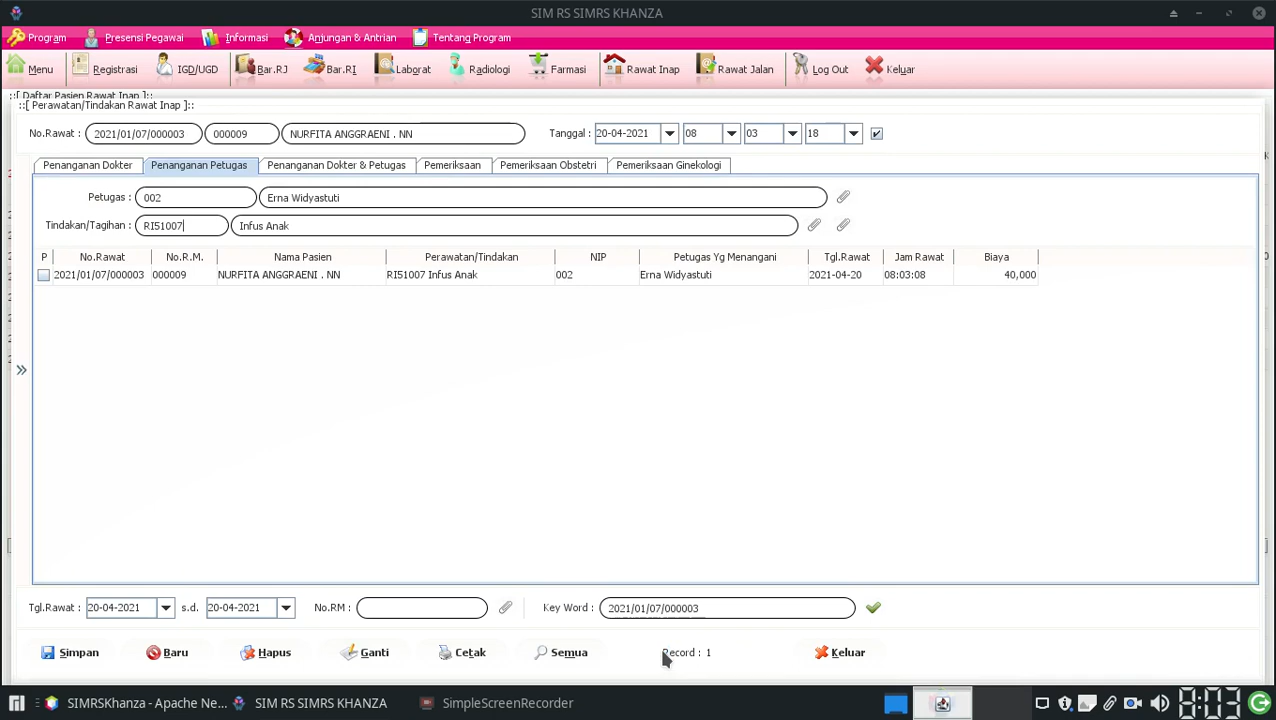 SIM RS SIMRS KHANZA
Program Presensi Pegawai Informasi Anjungan & Antrian Tentang Program
Menu Registrasi IGD/UGD Bar.RJ Bar.RI Laborat Radiologi Farmasi Rawat Inap Rawat Jalan Log Out Keluar
::[ Daftar Pasien Rawat Inap ]::
::[ Perawatan/Tindakan Rawat Inap ]::
No.Rawat : 2021/01/07/000003 000009 NURFITA ANGGRAENI . NN Tanggal : 20-04-2021 08 03 18
Penanganan Dokter Penanganan Petugas Penanganan Dokter & Petugas Pemeriksaan Pemeriksaan Obstetri Pemeriksaan Ginekologi
Petugas : 002 Erna Widyastuti
Tindakan/Tagihan : RI51007 Infus Anak
P No.Rawat No.R.M. Nama Pasien Perawatan/Tindakan NIP Petugas Yg Menangani Tgl.Rawat Jam Rawat Biaya
2021/01/07/000003 000009 NURFITA ANGGRAENI . NN RI51007 Infus Anak 002 Erna Widyastuti 2021-04-20 08:03:08 40,000
Tgl.Rawat : 20-04-2021 s.d. 20-04-2021 No.RM : Key Word : 2021/01/07/000003
Simpan Baru Hapus Ganti Cetak Semua Record : 1 Keluar
SIMRSKhanza - Apache Ne... SIM RS SIMRS KHANZA SimpleScreenRecorder 8:03